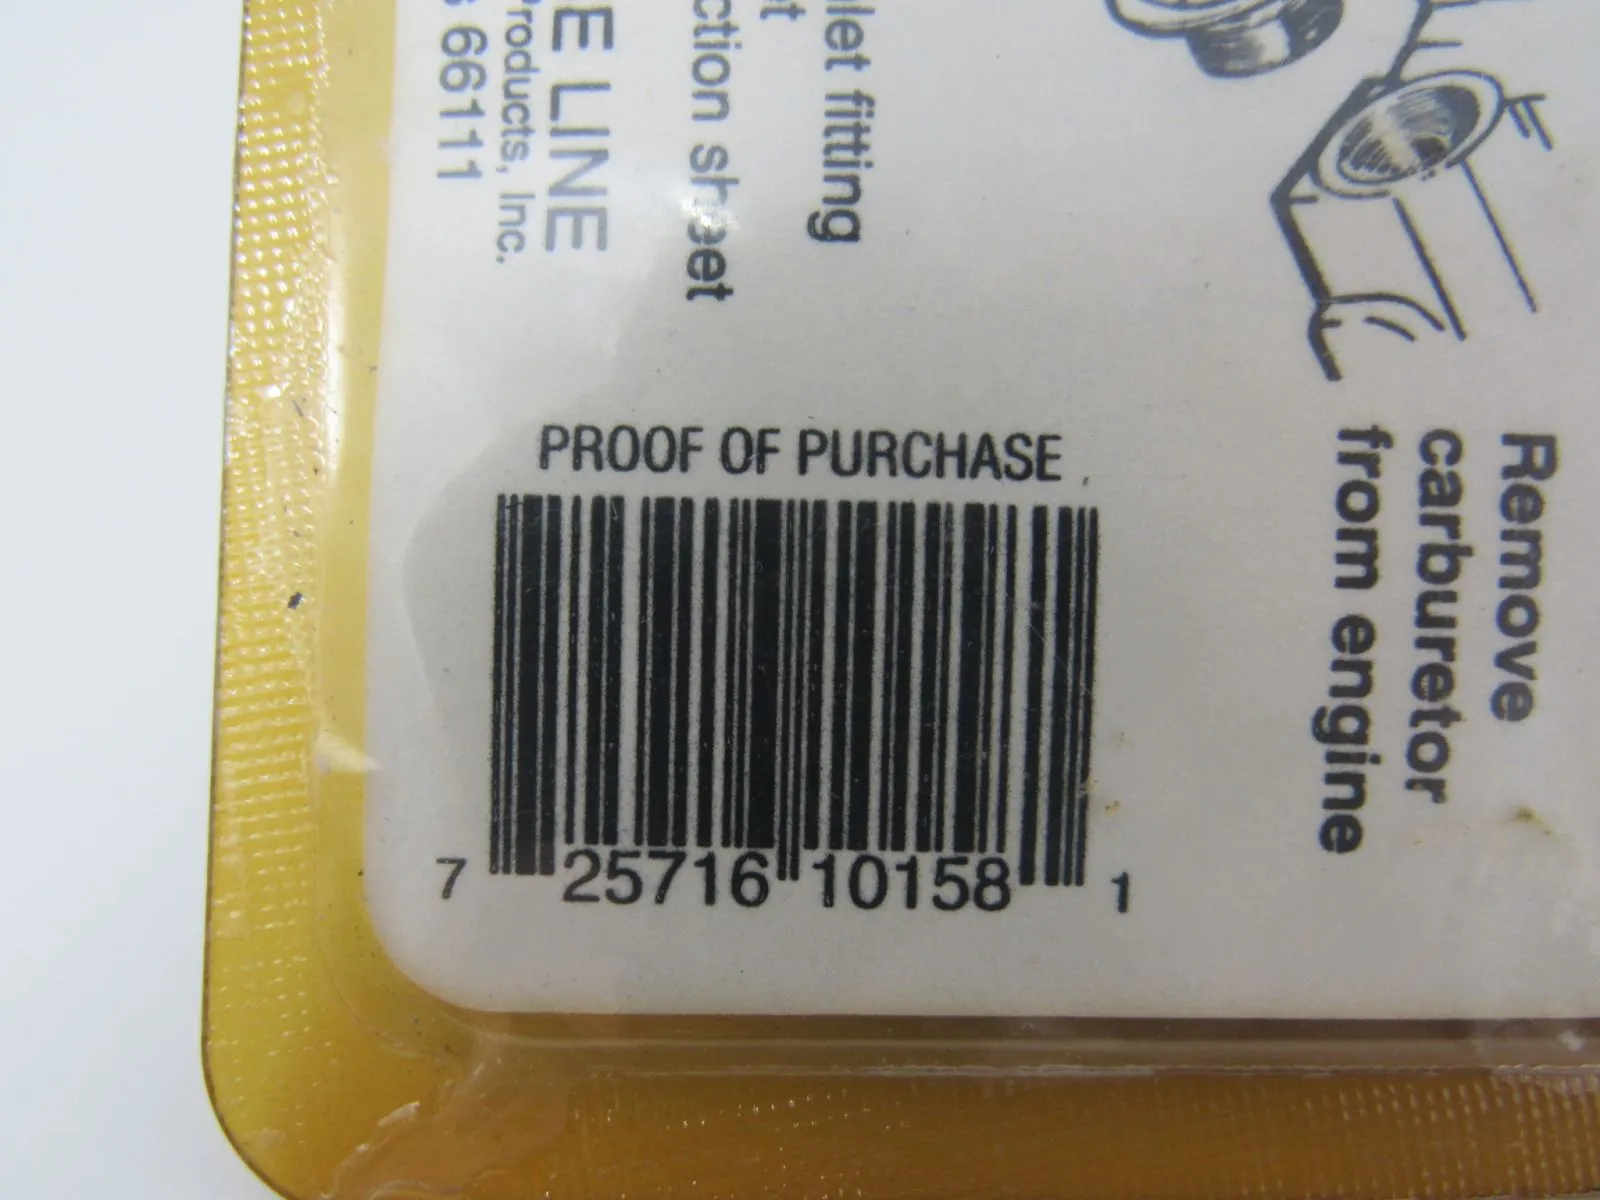 let fitting
ction sheet
E LINE
Products, Inc.
66111
PROOF OF PURCHASE
7 25716 10158 1
Remove
carburetor
from engine